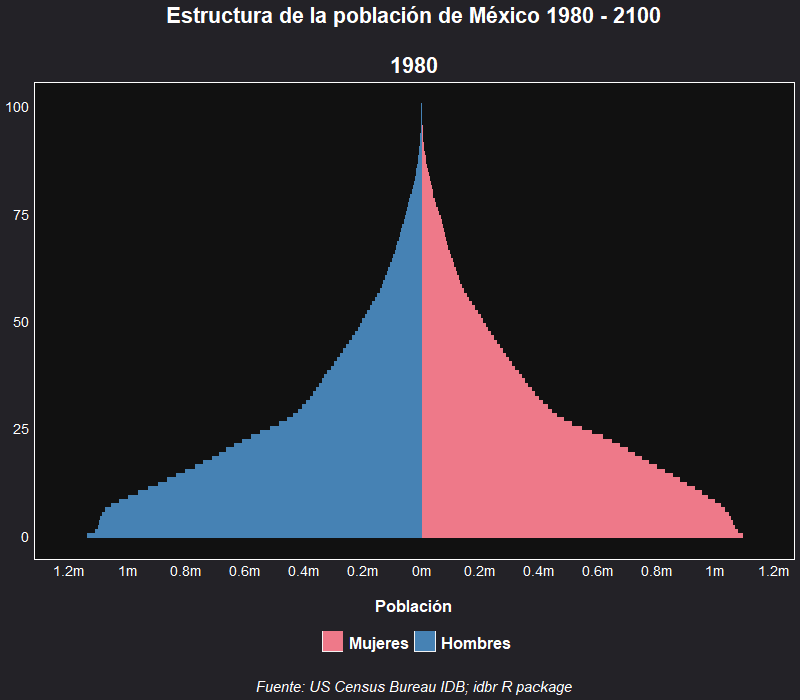 Estructura de la población de México 1980 - 2100
1980
100
75
50
25
0
1.2m 1m 0.8m 0.6m 0.4m 0.2m 0m 0.2m 0.4m 0.6m 0.8m 1m 1.2m
Población
Mujeres Hombres
Fuente: US Census Bureau IDB; idbr R package